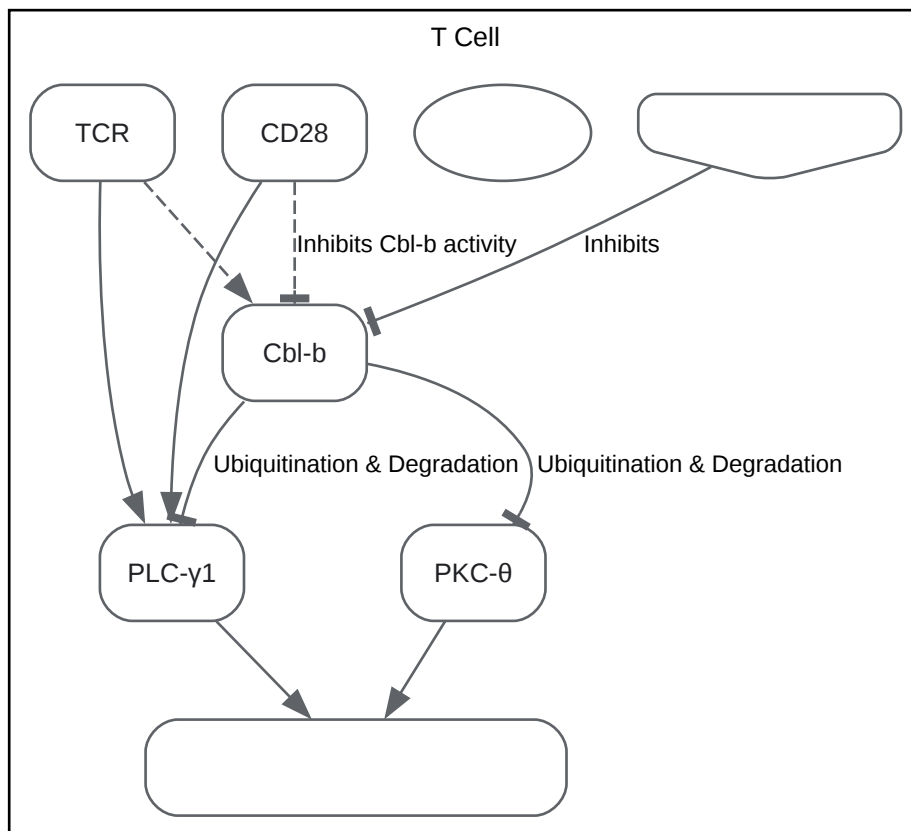 T Cell
TCR
CD28
Inhibits Cbl-b activity
Inhibits
Cbl-b
Ubiquitination & Degradation
Ubiquitination & Degradation
PLC-γ1
PKC-θ